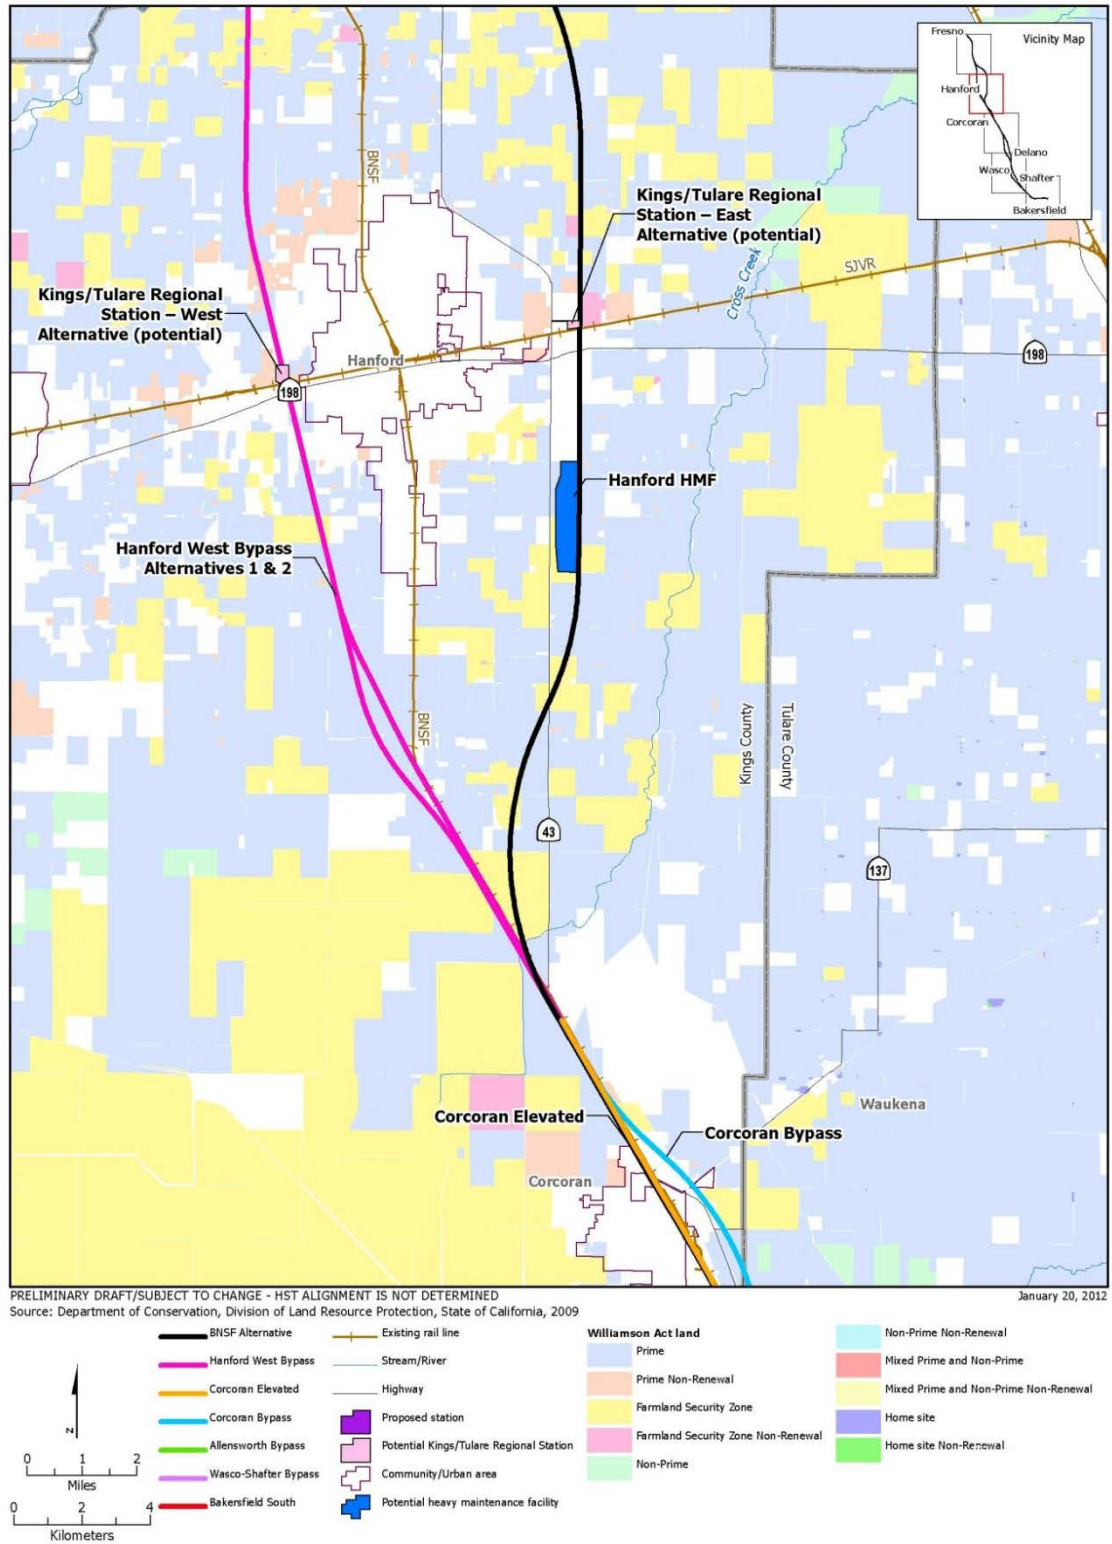 Fresno
Vicinity Map
Hanford
Corcoran
Delano
Wasco
Shafter
Bakersfield
BNSF
Kings/Tulare Regional
Station – East
Alternative (potential)
Cross Creek
SJVR
Kings/Tulare Regional
Station – West
Alternative (potential)
Hanford
198
198
Hanford HMF
Hanford West Bypass
Alternatives 1 & 2
BNSF
Kings County
Tulare County
43
137
Corcoran Elevated
Corcoran Bypass
Waukena
Corcoran
PRELIMINARY DRAFT/SUBJECT TO CHANGE - HST ALIGNMENT IS NOT DETERMINED
January 20, 2012
Source: Department of Conservation, Division of Land Resource Protection, State of California, 2009
BNSF Alternative
Hanford West Bypass
Corcoran Elevated
Corcoran Bypass
Allensworth Bypass
Wasco-Shafter Bypass
Bakersfield South
Existing rail line
Stream/River
Highway
Proposed station
Potential Kings/Tulare Regional Station
Community/Urban area
Potential heavy maintenance facility
Williamson Act land
Prime
Prime Non-Renewal
Farmland Security Zone
Farmland Security Zone Non-Renewal
Non-Prime
Non-Prime Non-Renewal
Mixed Prime and Non-Prime
Mixed Prime and Non-Prime Non-Renewal
Home site
Home site Non-Renewal
N
0 1 2
Miles
0 2 4
Kilometers